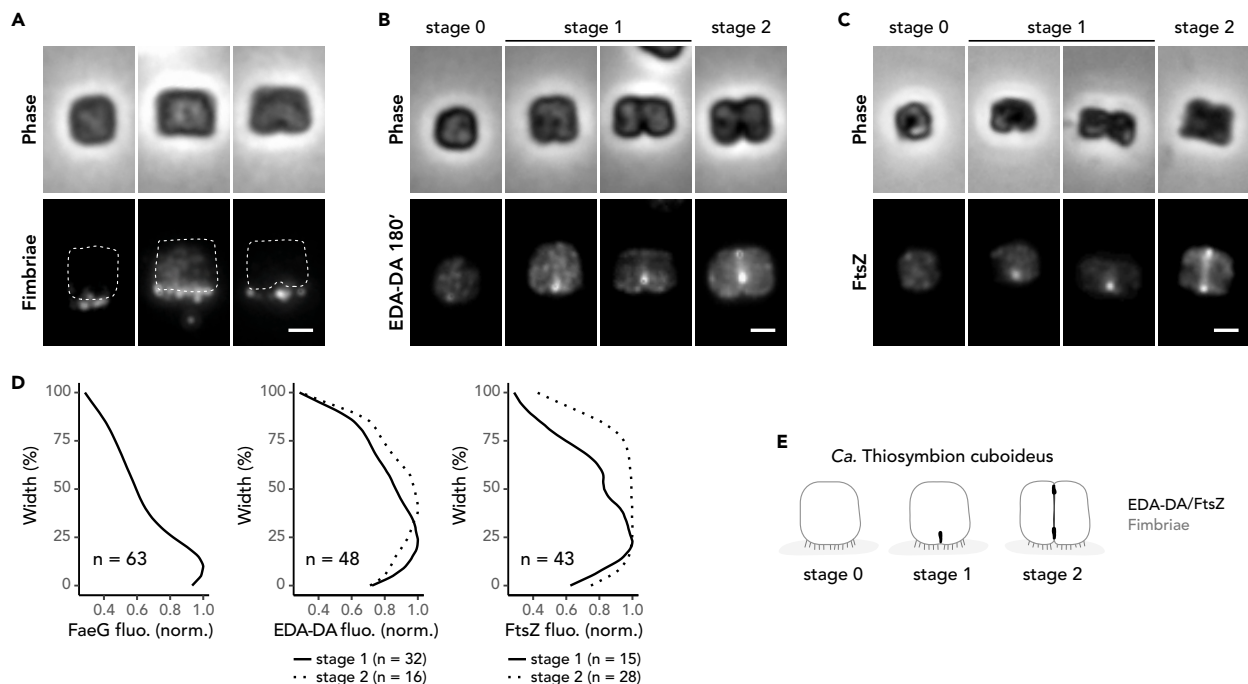 A
Phase
Fimbriae
B
stage 0 stage 1 stage 2
Phase
EDA-DA 180′
C
stage 0 stage 1 stage 2
Phase
FtsZ
D
100
75
50
25
0
Width (%)
n = 63
0.4 0.6 0.8 1.0
FaeG fluo. (norm.)
100
75
50
25
0
Width (%)
n = 48
0.4 0.6 0.8 1.0
EDA-DA fluo. (norm.)
stage 1 (n = 32)
stage 2 (n = 16)
100
75
50
25
0
Width (%)
n = 43
0.4 0.6 0.8 1.0
FtsZ fluo. (norm.)
stage 1 (n = 15)
stage 2 (n = 28)
E
Ca. Thiosymbion cuboideus
EDA-DA/FtsZ
Fimbriae
stage 0 stage 1 stage 2